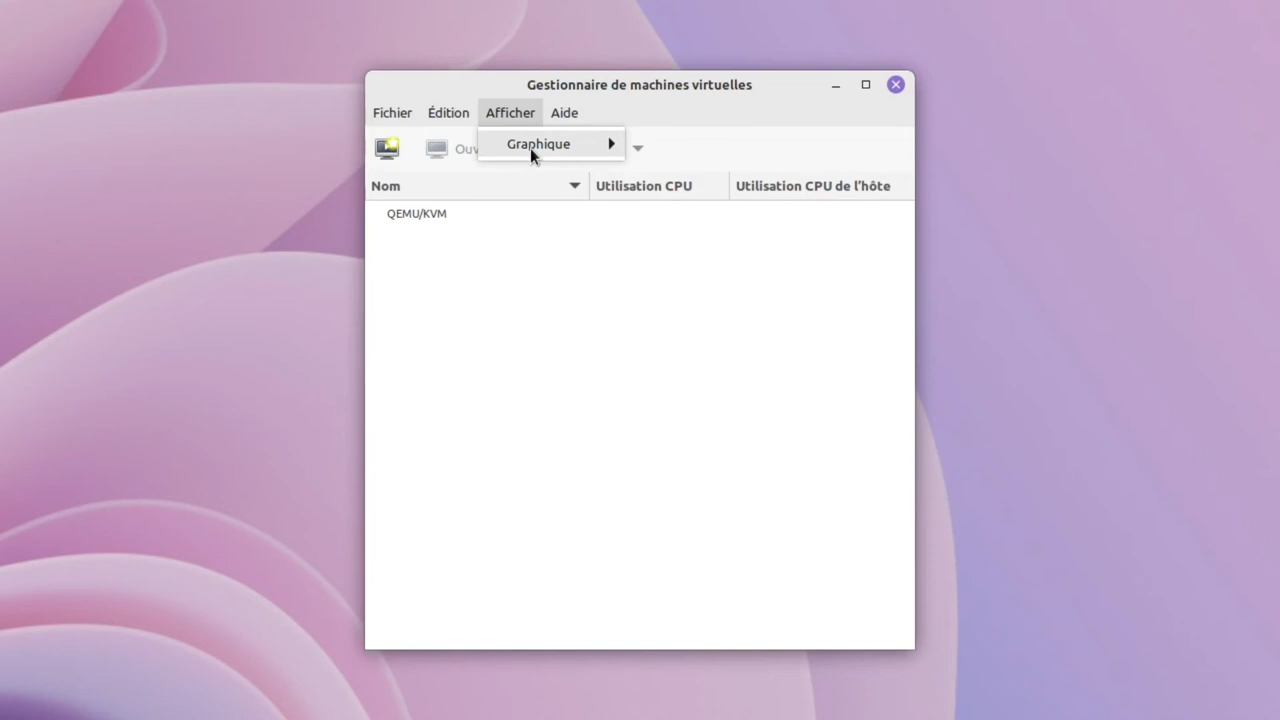 Gestionnaire de machines virtuelles
Fichier Édition Afficher Aide
Graphique
Nom Utilisation CPU Utilisation CPU de l'hôte
QEMU/KVM